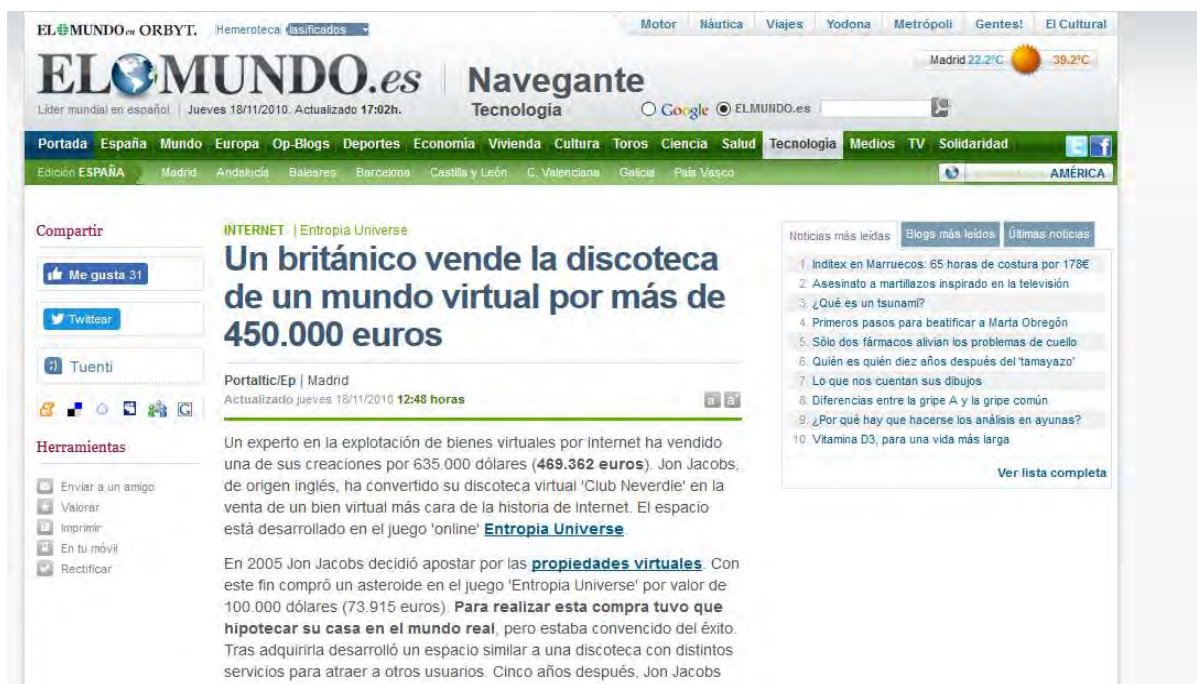 EL MUNDO en ORBYT. Hemeroteca Clasificados
Motor Náutica Viajes Yodona Metrópoli Gentes! El Cultural
EL MUNDO.es Navegante
Madrid 22.2°C 39.2°C
Líder mundial en español Jueves 18/11/2010. Actualizado 17:02h. Tecnología Google ELMUNDO.es
Portada España Mundo Europa Op-Blogs Deportes Economía Vivienda Cultura Toros Ciencia Salud Tecnología Medios TV Solidaridad
Edición ESPAÑA Madrid Andalucía Baleares Barcelona Castilla y León C. Valenciana Galicia País Vasco AMÉRICA
Compartir
Me gusta 31
Twittear
Tuenti
Herramientas
Enviar a un amigo
Valorar
Imprimir
En tu móvil
Rectificar
INTERNET | Entropia Universe
Un británico vende la discoteca
de un mundo virtual por más de
450.000 euros
Portaltic/Ep | Madrid
Actualizado jueves 18/11/2010 12:48 horas
Un experto en la explotación de bienes virtuales por Internet ha vendido
una de sus creaciones por 635.000 dólares (469.362 euros). Jon Jacobs,
de origen inglés, ha convertido su discoteca virtual 'Club Neverdie' en la
venta de un bien virtual más cara de la historia de Internet. El espacio
está desarrollado en el juego 'online' Entropia Universe.
En 2005 Jon Jacobs decidió apostar por las propiedades virtuales. Con
este fin compró un asteroide en el juego 'Entropia Universe' por valor de
100.000 dólares (73.915 euros). Para realizar esta compra tuvo que
hipotecar su casa en el mundo real, pero estaba convencido del éxito.
Tras adquirirla desarrolló un espacio similar a una discoteca con distintos
servicios para atraer a otros usuarios. Cinco años después, Jon Jacobs
Noticias más leídas Blogs más leídos Últimas noticias
1. Inditex en Marruecos: 65 horas de costura por 178€
2. Asesinato a martillazos inspirado en la televisión
3. ¿Qué es un tsunami?
4. Primeros pasos para beatificar a Marta Obregón
5. Sólo dos fármacos alivian los problemas de cuello
6. Quién es quién diez años después del 'tamayazo'
7. Lo que nos cuentan sus dibujos
8. Diferencias entre la gripe A y la gripe común
9. ¿Por qué hay que hacerse los análisis en ayunas?
10. Vitamina D3, para una vida más larga
Ver lista completa